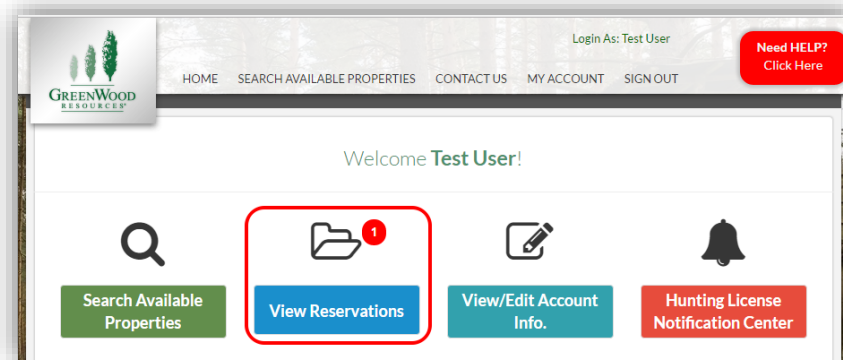 Login As: Test User
Need HELP?
Click Here
GREENWOOD
RESOURCES
HOME SEARCH AVAILABLE PROPERTIES CONTACT US MY ACCOUNT SIGN OUT
Welcome Test User!
1
Search Available
Properties
View Reservations
View/Edit Account
Info.
Hunting License
Notification Center